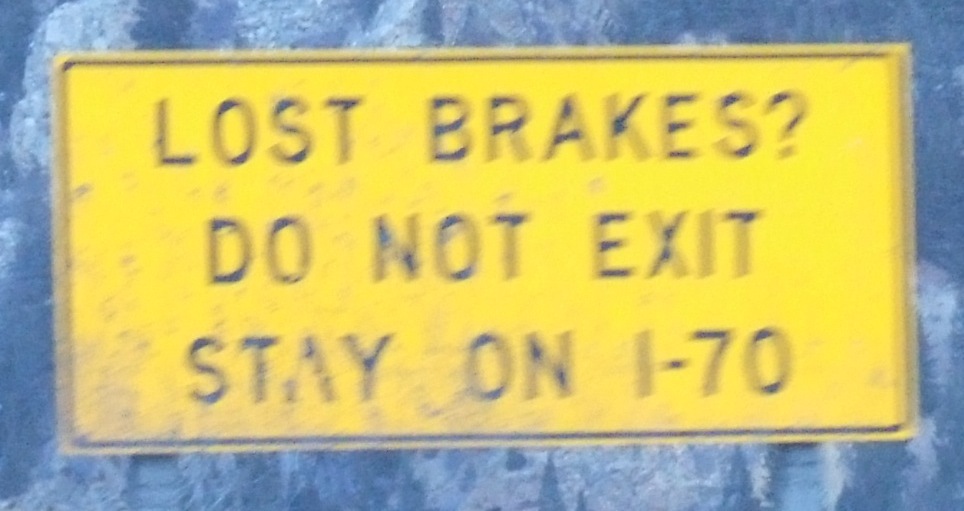 LOST BRAKES?
DO NOT EXIT
STAY ON I-70